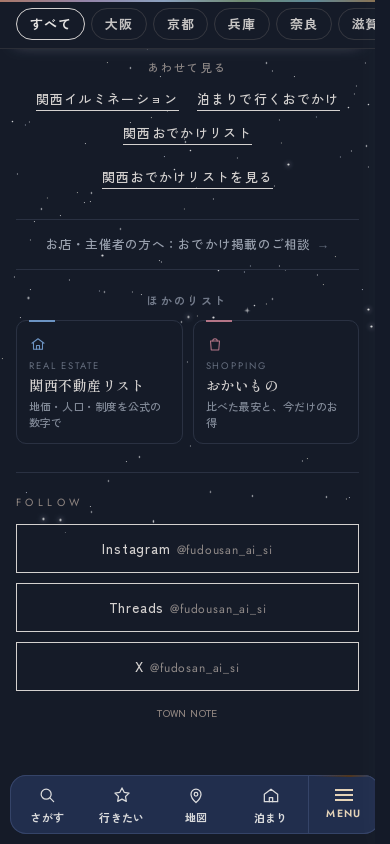 すべて 大阪 京都 兵庫 奈良 滋賀
あわせて見る
関西イルミネーション 泊まりで行くおでかけ
関西おでかけリスト
関西おでかけリストを見る
お店・主催者の方へ：おでかけ掲載のご相談 →
ほかのリスト
REAL ESTATE
関西不動産リスト
地価・人口・制度を公式の
数字で
SHOPPING
おかいもの
比べた最安と、今だけのお
得
FOLLOW
Instagram @fudousan_ai_si
Threads @fudousan_ai_si
X @fudosan_ai_si
TOWN NOTE
さがす 行きたい 地図 泊まり MENU